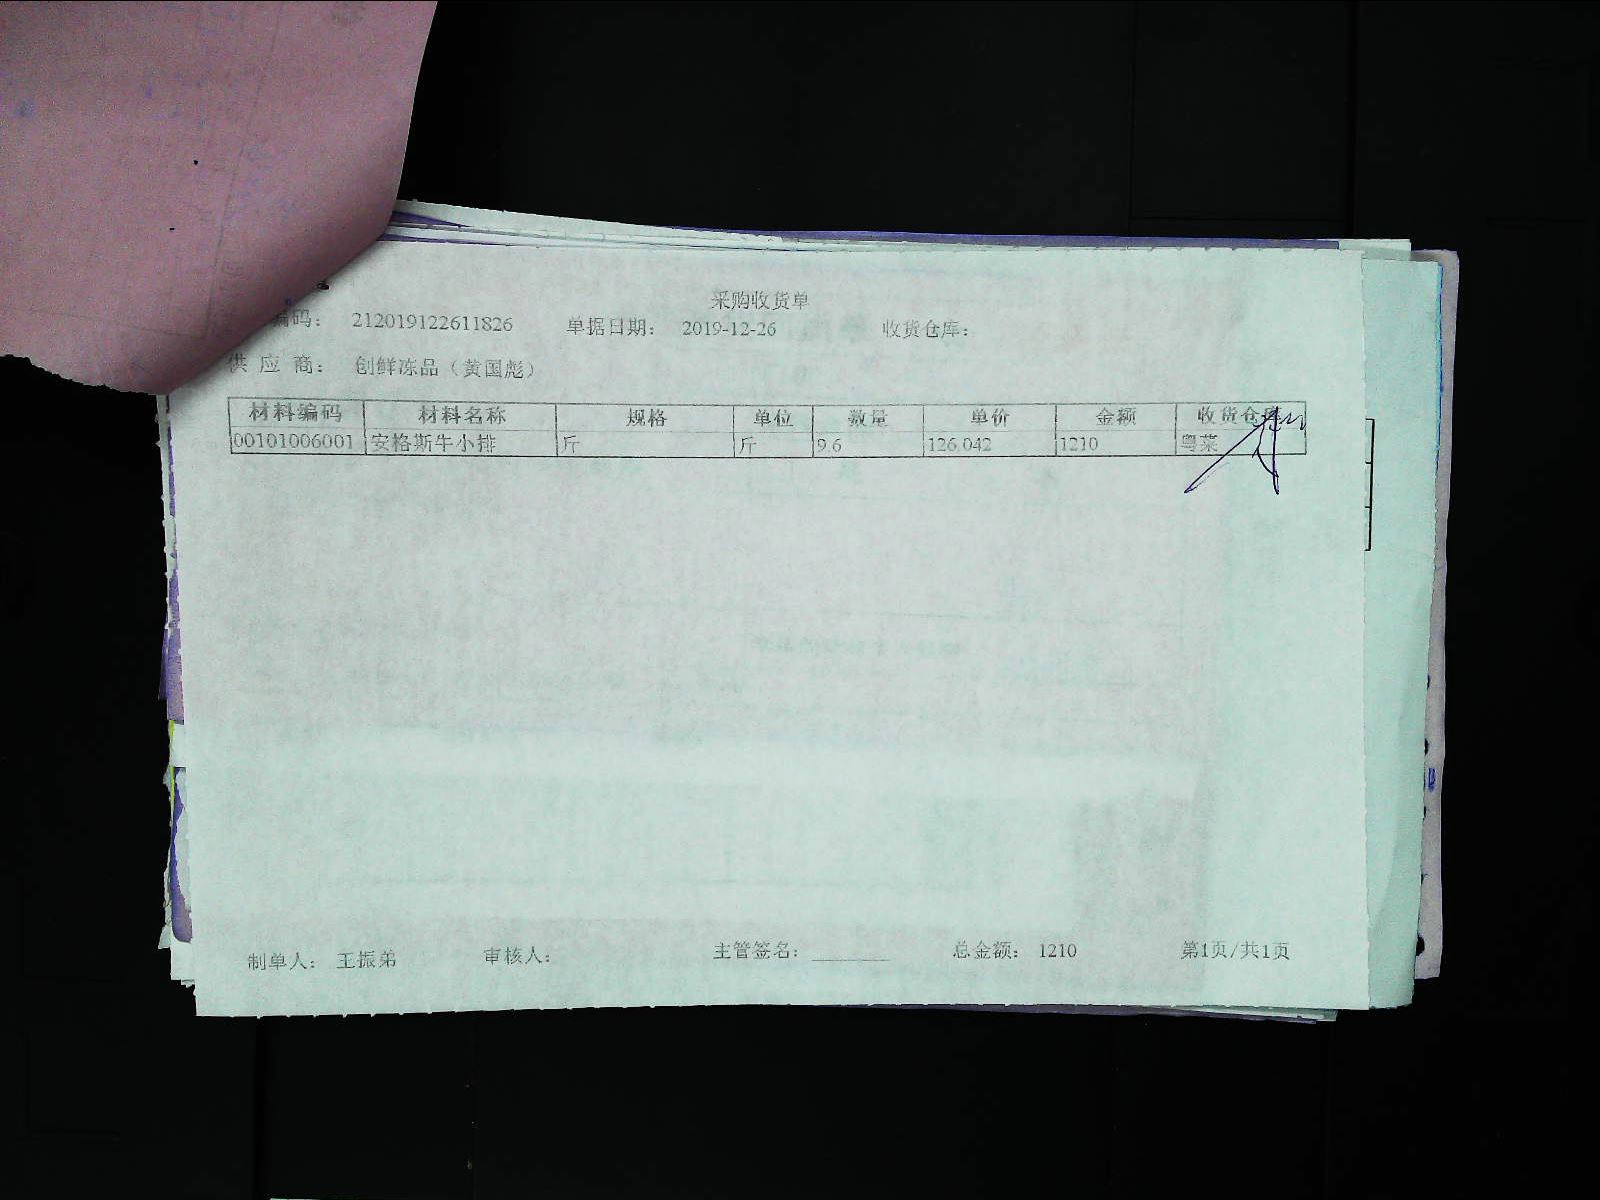 采购收货单
编码： 212019122611826 单据日期： 2019-12-26 收货仓库：
供 应 商： 创鲜冻品（黄国彪）
材料编码 材料名称 规格 单位 数量 单价 金额 收货仓库
00101006001 安格斯牛小排 斤 斤 9.6 126.042 1210 粤菜
制单人： 王振弟 审核人： 主管签名：________ 总金额： 1210 第1页/共1页